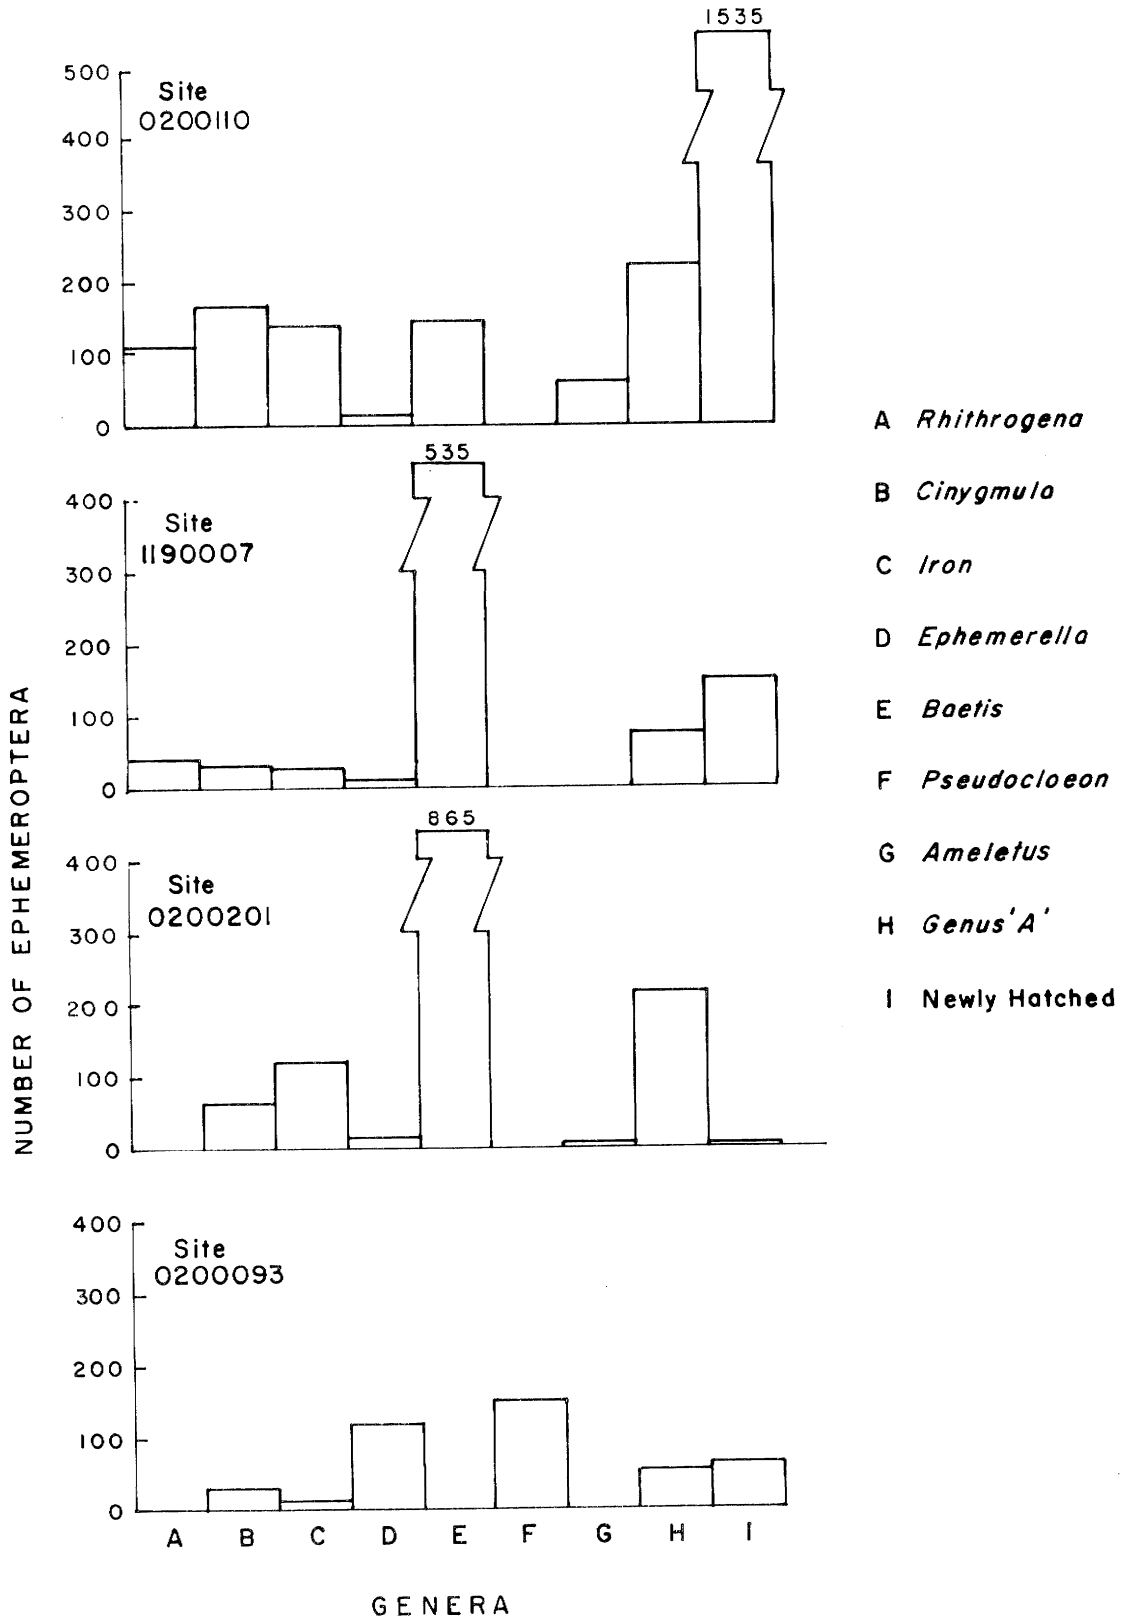 1535
500
400
300
200
100
0
Site
0200110
535
400
300
200
100
0
Site
1190007
865
400
300
200
100
0
Site
0200201
400
300
200
100
0
Site
0200093
A B C D E F G H I
GENERA
NUMBER OF EPHEMEROPTERA
A Rhithrogena
B Cinygmula
C Iron
D Ephemerella
E Baetis
F Pseudocloeon
G Ameletus
H Genus 'A'
I Newly Hatched